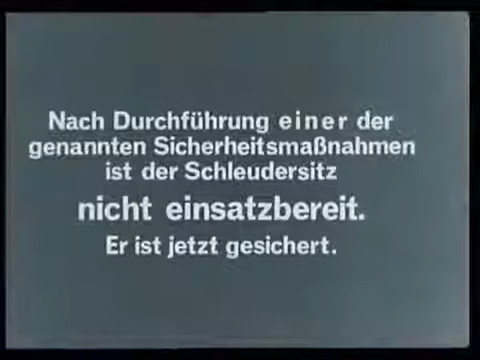 Nach Durchführung einer der
genannten Sicherheitsmaßnahmen
ist der Schleudersitz
nicht einsatzbereit.
Er ist jetzt gesichert.